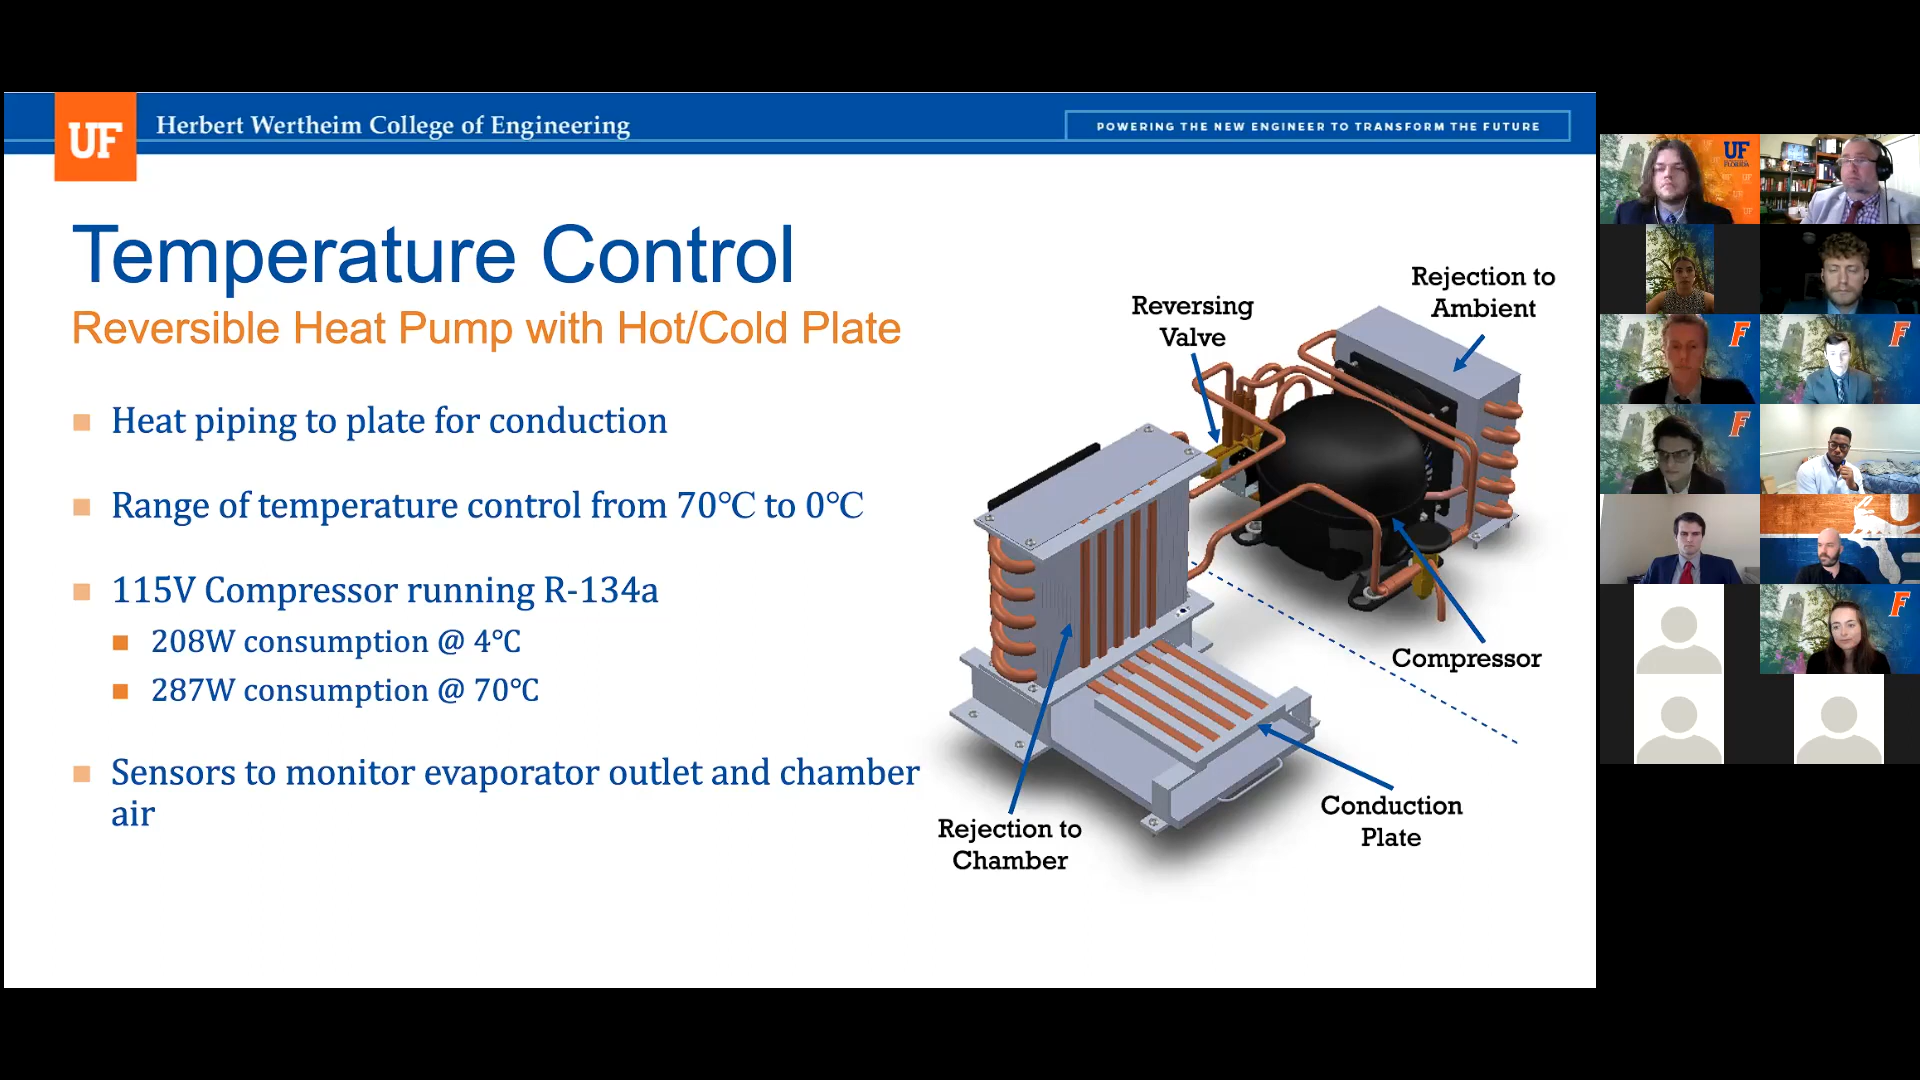 UF
Herbert Wertheim College of Engineering
POWERING THE NEW ENGINEER TO TRANSFORM THE FUTURE
Temperature Control
Reversible Heat Pump with Hot/Cold Plate
Heat piping to plate for conduction
Range of temperature control from 70°C to 0°C
115V Compressor running R-134a
208W consumption @ 4°C
287W consumption @ 70°C
Sensors to monitor evaporator outlet and chamber
air
Reversing
Valve
Rejection to
Ambient
Compressor
Conduction
Plate
Rejection to
Chamber
UF
F
F
F
F